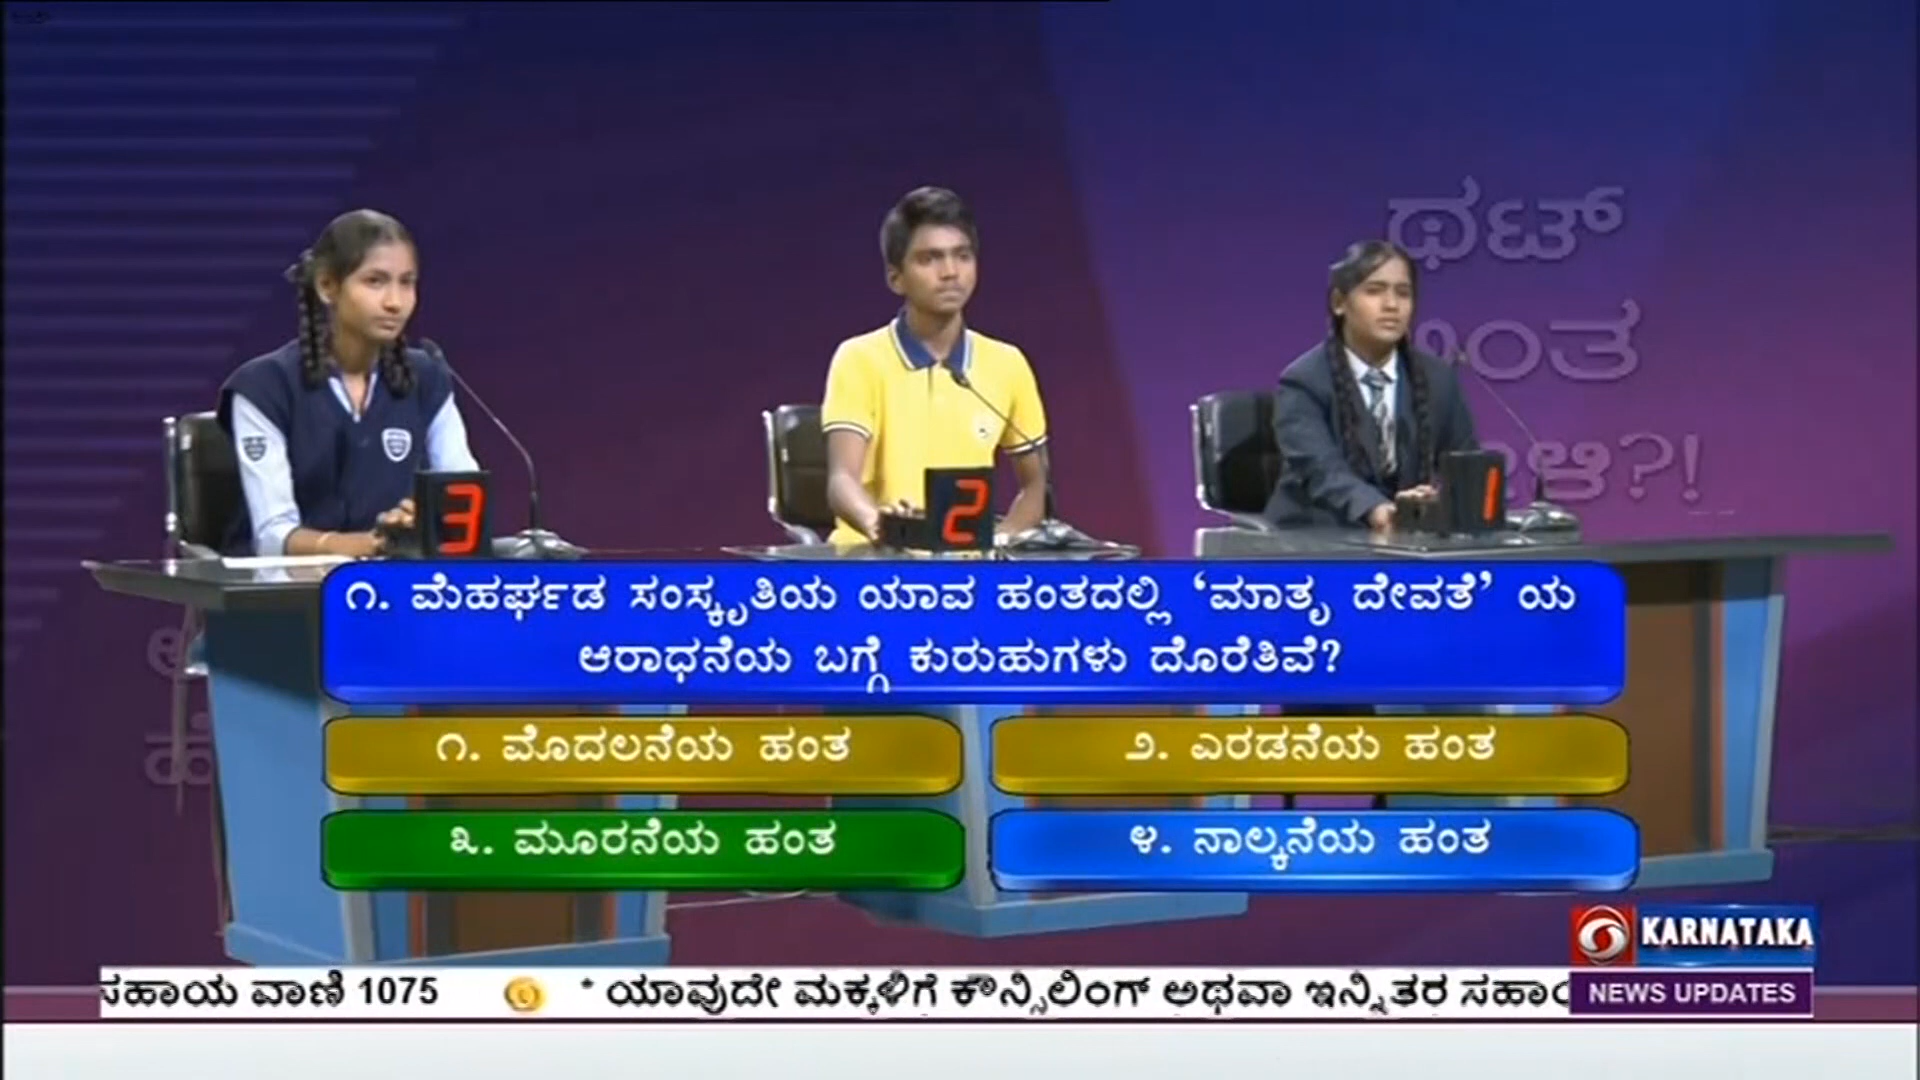 ಥಟ್
ಅಂತ
ಹೇಳಿ?!
3
2
1
೧. ಮೆಹರ್ಘಡ ಸಂಸ್ಕೃತಿಯ ಯಾವ ಹಂತದಲ್ಲಿ ‘ಮಾತೃ ದೇವತೆ’ ಯ
ಆರಾಧನೆಯ ಬಗ್ಗೆ ಕುರುಹುಗಳು ದೊರೆತಿವೆ?
೧. ಮೊದಲನೆಯ ಹಂತ
೨. ಎರಡನೆಯ ಹಂತ
೩. ಮೂರನೆಯ ಹಂತ
೪. ನಾಲ್ಕನೆಯ ಹಂತ
KARNATAKA
NEWS UPDATES
ಸಹಾಯ ವಾಣಿ 1075 * ಯಾವುದೇ ಮಕ್ಕಳಿಗೆ ಕೌನ್ಸಿಲಿಂಗ್ ಅಥವಾ ಇನ್ನಿತರ